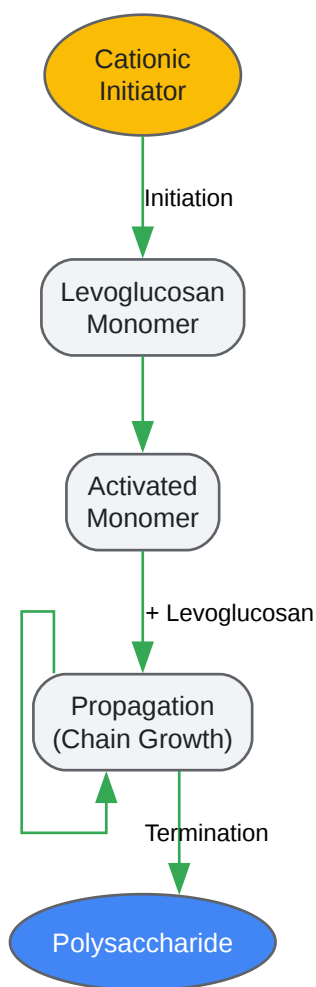 Cationic
Initiator
Initiation
Levoglucosan
Monomer
Activated
Monomer
+ Levoglucosan
Propagation
(Chain Growth)
Termination
Polysaccharide